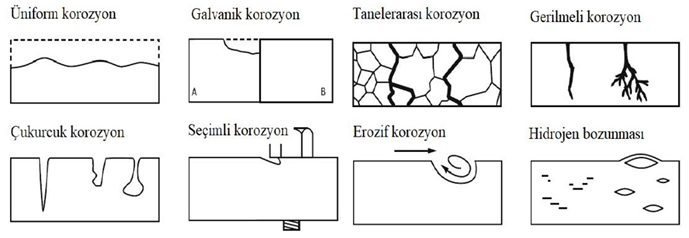 Üniform korozyon
Galvanik korozyon
Tanelerarası korozyon
Gerilmeli korozyon
A
B
Çukurcuk korozyon
Seçimli korozyon
Erozif korozyon
Hidrojen bozunması